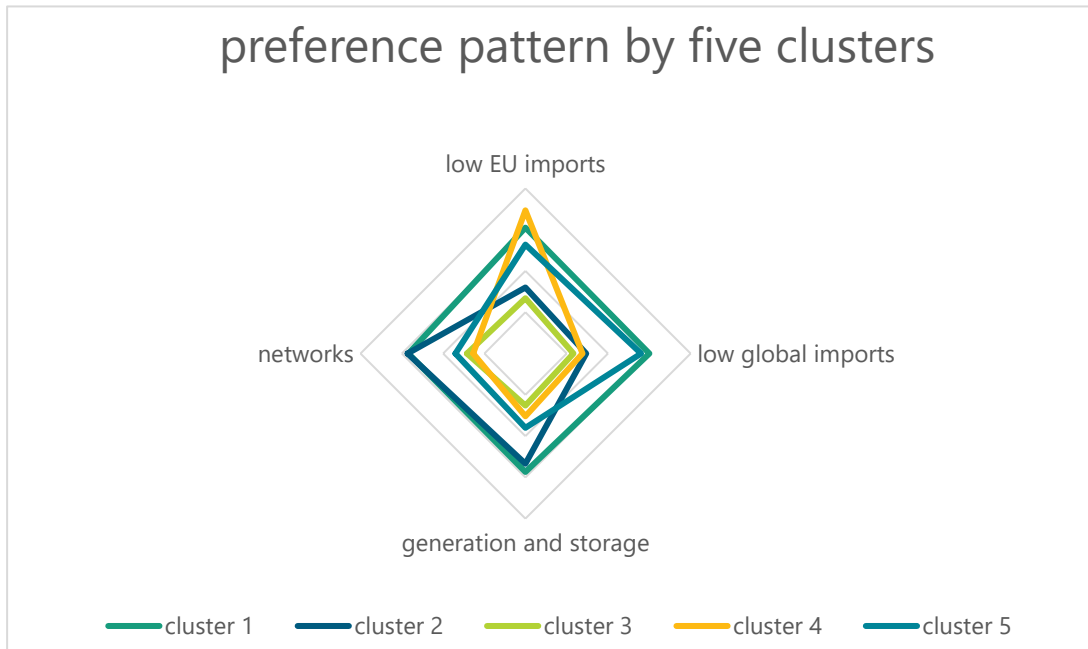 preference pattern by five clusters
low EU imports
networks
low global imports
generation and storage
cluster 1
cluster 2
cluster 3
cluster 4
cluster 5